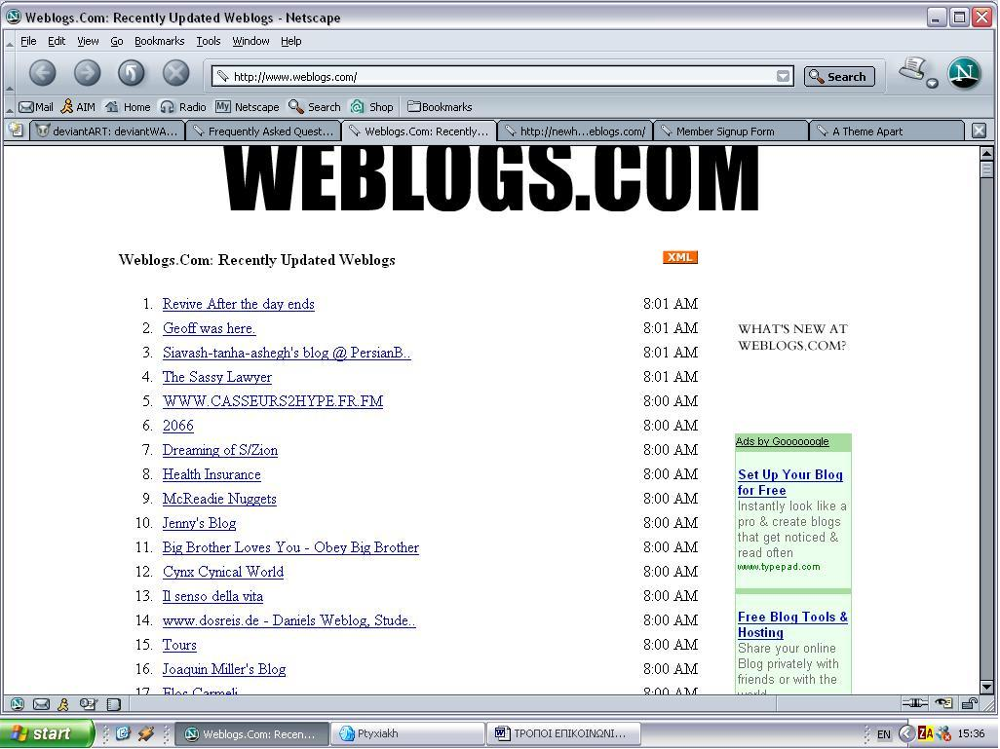 Weblogs.Com: Recently Updated Weblogs - Netscape
File Edit View Go Bookmarks Tools Window Help
http://www.weblogs.com/ Search
Mail AIM Home Radio My Netscape Search Shop Bookmarks
deviantART: deviantWA... Frequently Asked Quest... Weblogs.Com: Recently... http://newh...eblogs.com/ Member Signup Form A Theme Apart
WEBLOGS.COM
Weblogs.Com: Recently Updated Weblogs XML
1. Revive After the day ends 8:01 AM
2. Geoff was here. 8:01 AM
3. Siavash-tanha-ashegh's blog @ PersianB.. 8:01 AM
4. The Sassy Lawyer 8:01 AM
5. WWW.CASSEURS2HYPE.FR.FM 8:00 AM
6. 2066 8:00 AM
7. Dreaming of S/Zion 8:00 AM
8. Health Insurance 8:00 AM
9. McReadie Nuggets 8:00 AM
10. Jenny's Blog 8:00 AM
11. Big Brother Loves You - Obey Big Brother 8:00 AM
12. Cynx Cynical World 8:00 AM
13. Il senso della vita 8:00 AM
14. www.dosreis.de - Daniels Weblog, Stude.. 8:00 AM
15. Tours 8:00 AM
16. Joaquin Miller's Blog 8:00 AM
17. Flos Carmeli 8:00 AM
WHAT'S NEW AT
WEBLOGS.COM?
Ads by Goooooogle
Set Up Your Blog
for Free
Instantly look like a
pro & create blogs
that get noticed &
read often
www.typepad.com
Free Blog Tools &
Hosting
Share your online
Blog privately with
friends or with the
world
start Weblogs.Com: Recen... Ptyxiakh ΤΡΟΠΟΙ ΕΠΙΚΟΙΝΩΝΙ... EN ZA 15:36